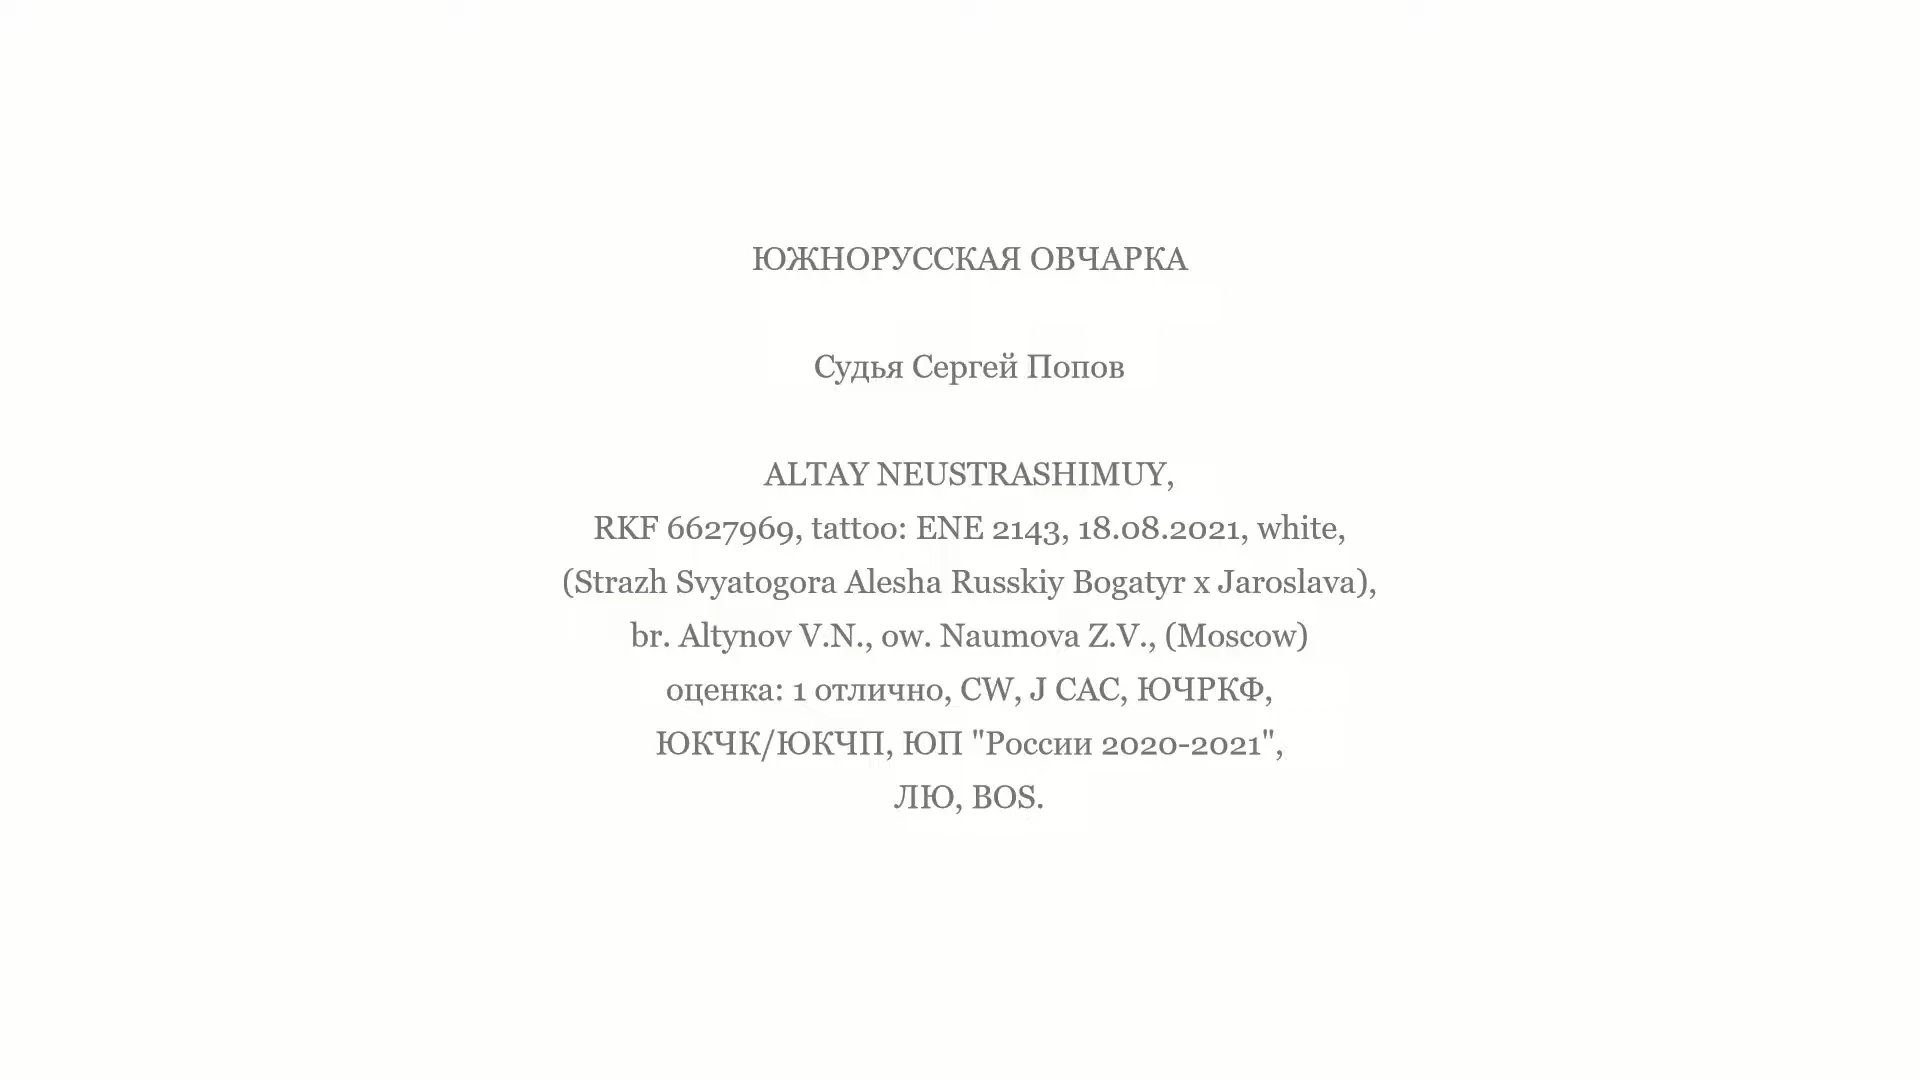 ЮЖНОРУССКАЯ ОВЧАРКА
Судья Сергей Попов
ALTAY NEUSTRASHIMUY,
RKF 6627969, tattoo: ENE 2143, 18.08.2021, white,
(Strazh Svyatogora Alesha Russkiy Bogatyr x Jaroslava),
br. Altynov V.N., ow. Naumova Z.V., (Moscow)
оценка: 1 отлично, CW, J САС, ЮЧРКФ,
ЮКЧК/ЮКЧП, ЮП "России 2020-2021",
ЛЮ, BOS.